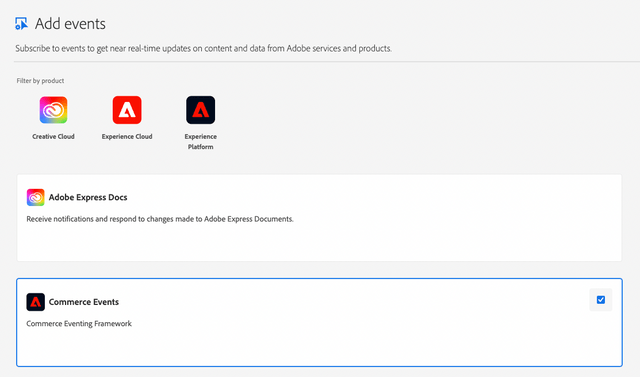 Add events
Subscribe to events to get near real-time updates on content and data from Adobe services and products.
Filter by product
Creative Cloud
Experience Cloud
Experience
Platform
Adobe Express Docs
Receive notifications and respond to changes made to Adobe Express Documents.
Commerce Events
Commerce Eventing Framework